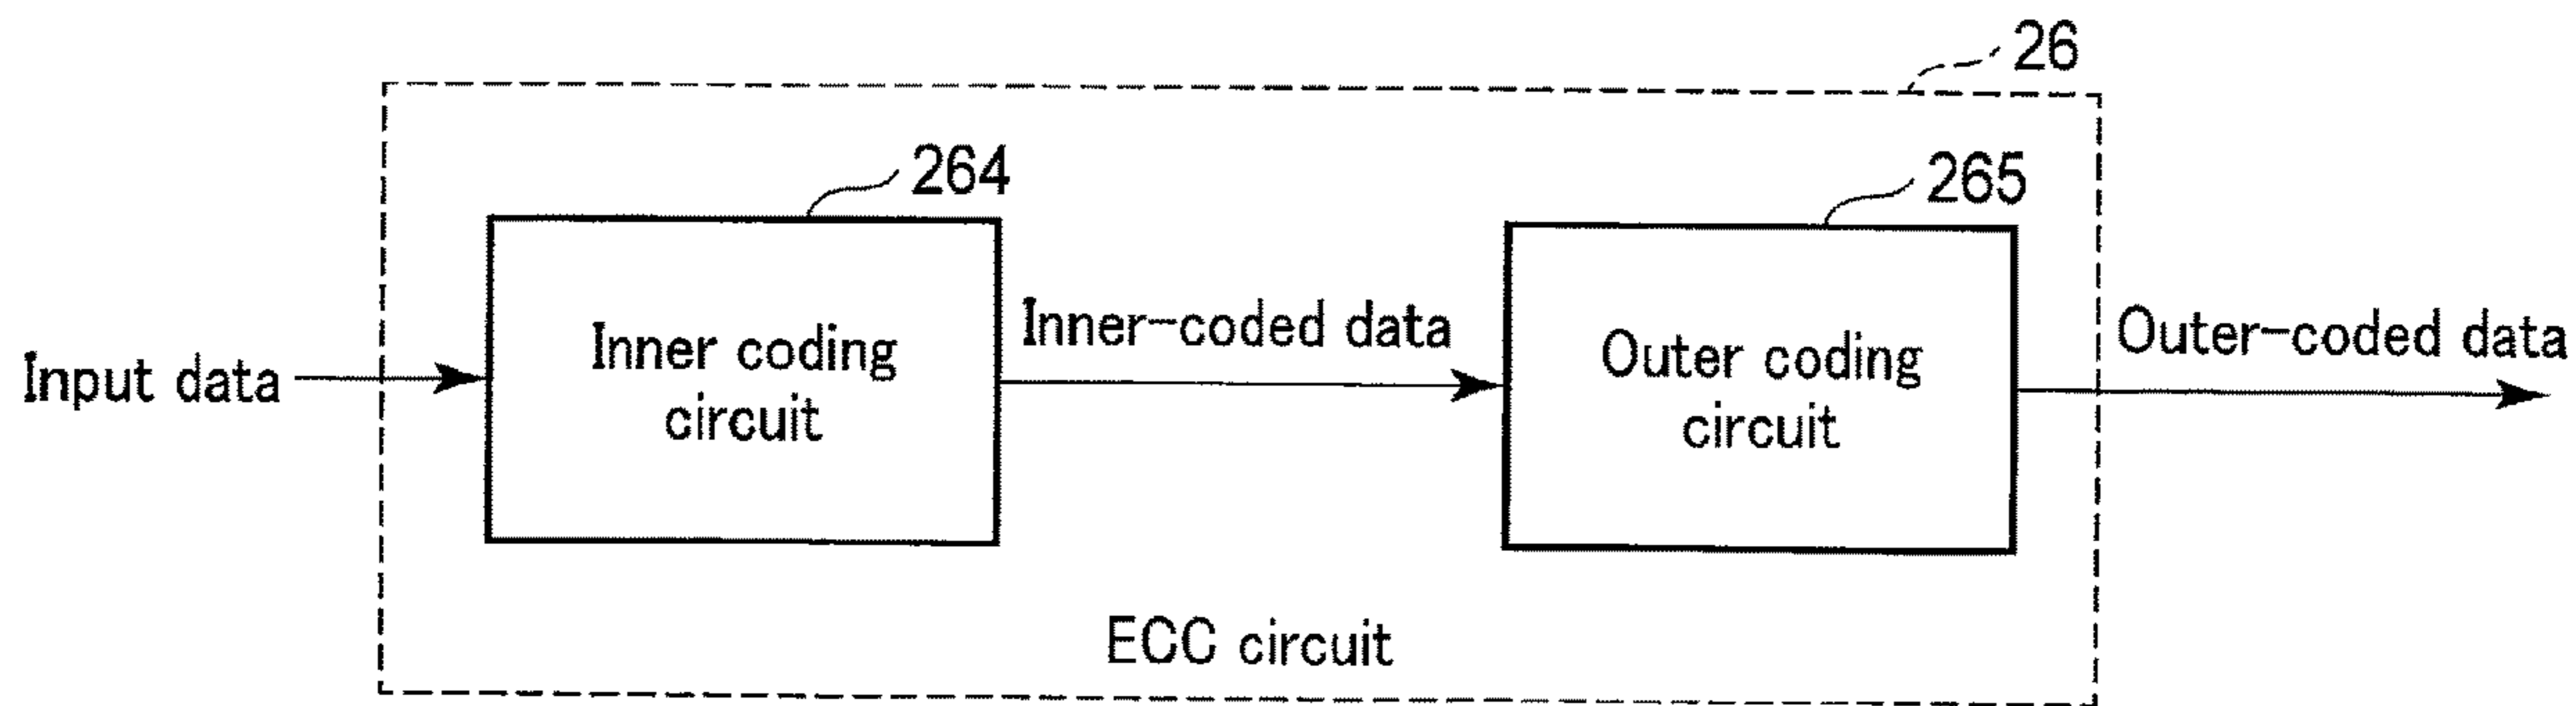 26
264
265
Input data
Inner coding
circuit
Inner-coded data
Outer coding
circuit
Outer-coded data
ECC circuit